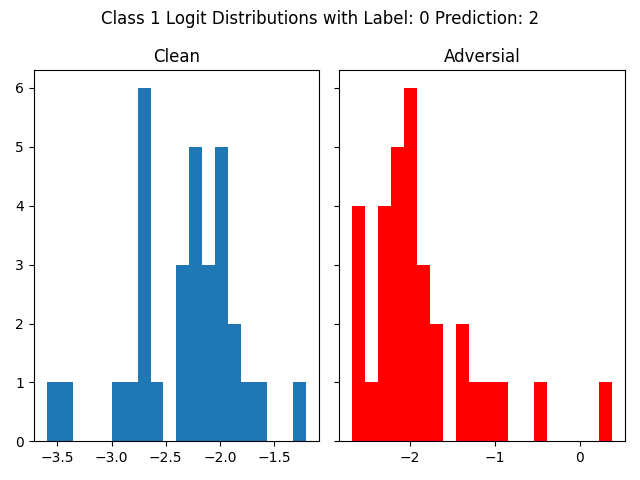 Class 1 Logit Distributions with Label: 0 Prediction: 2
Clean
Adversial
6
5
4
3
2
1
0
−3.5 −3.0 −2.5 −2.0 −1.5
−2 −1 0